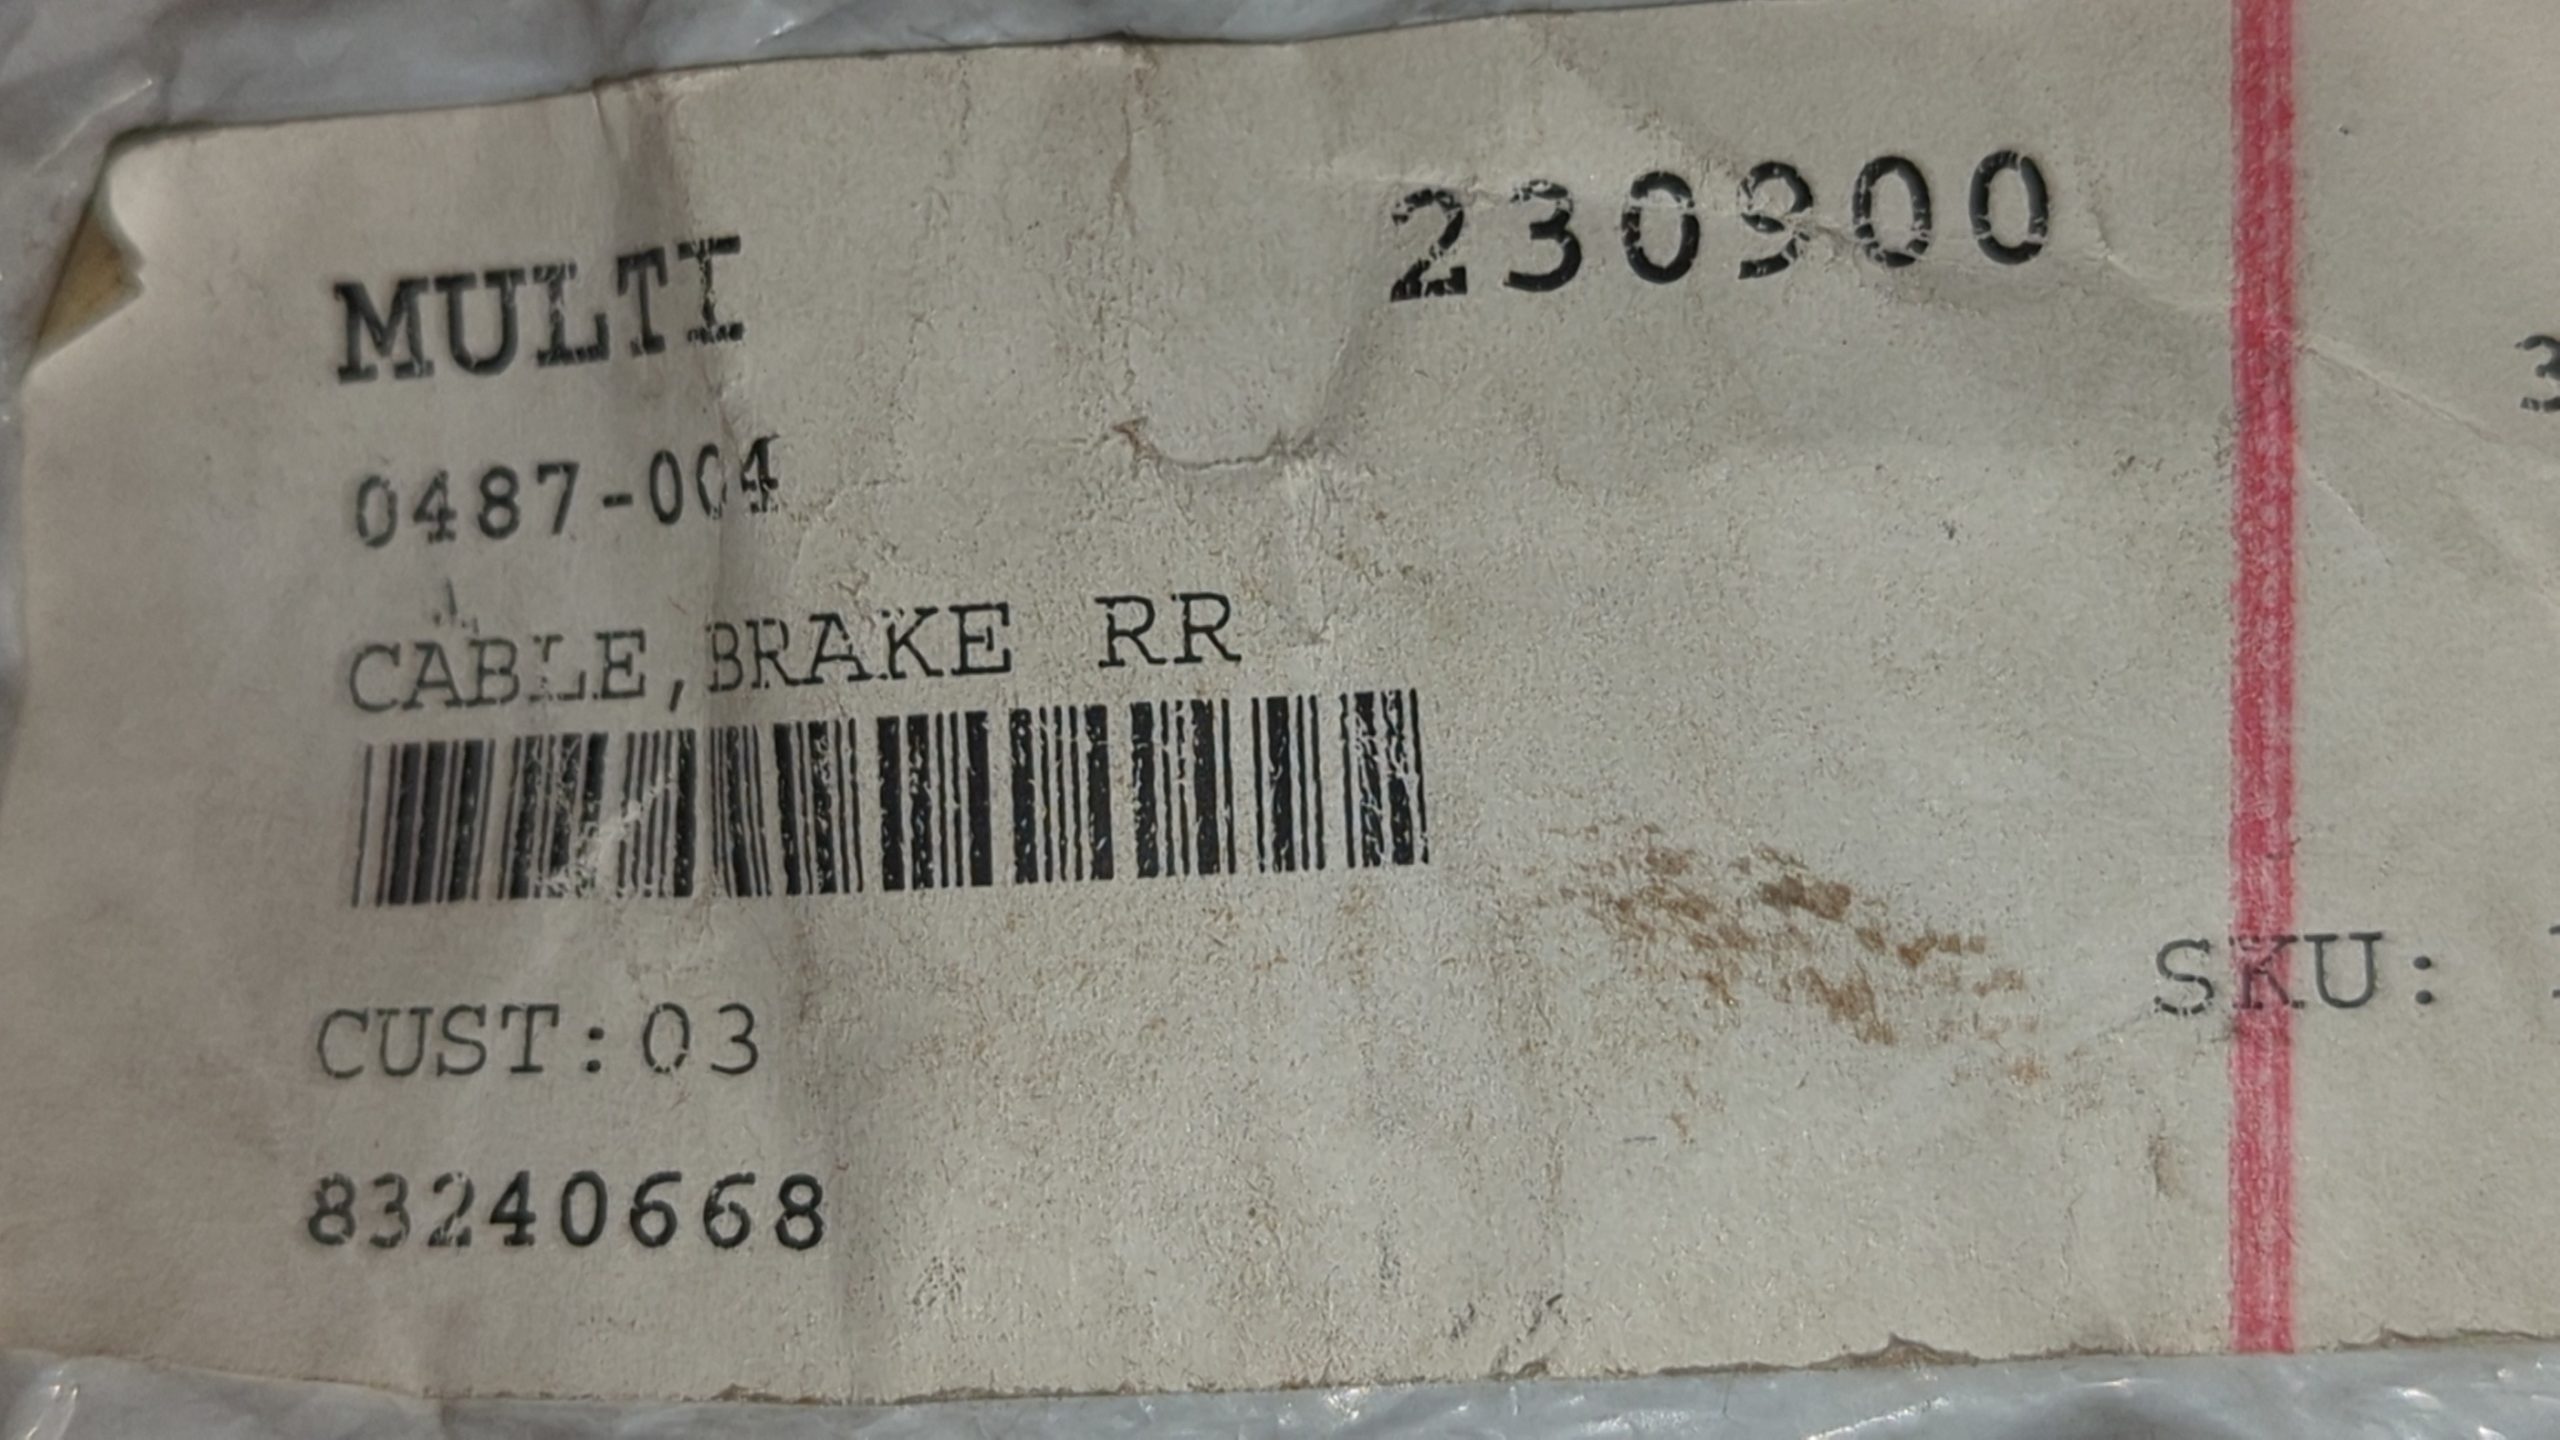 MULTI 230900
0487-004
CABLE,BRAKE RR
CUST:03
SKU:
83240668